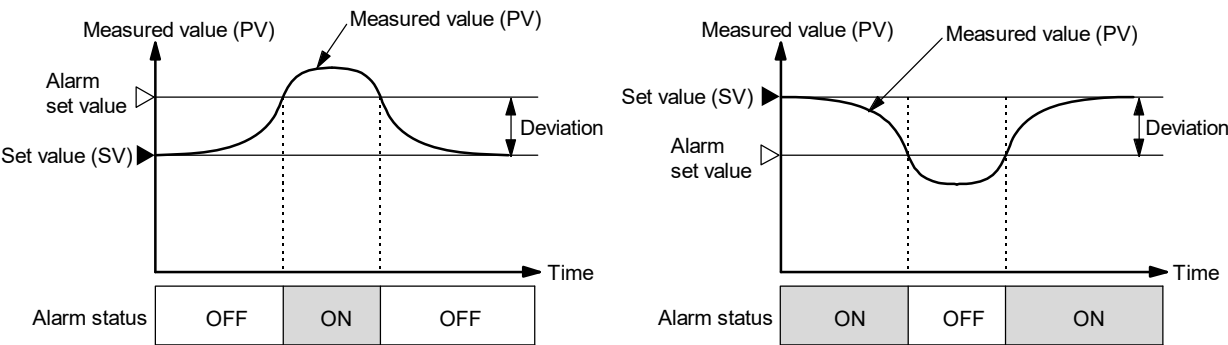 Measured value (PV)
Measured value (PV)
Alarm
set value
Set value (SV)
Deviation
Time
Alarm status
OFF
ON
OFF
Measured value (PV)
Measured value (PV)
Set value (SV)
Alarm
set value
Deviation
Time
Alarm status
ON
OFF
ON